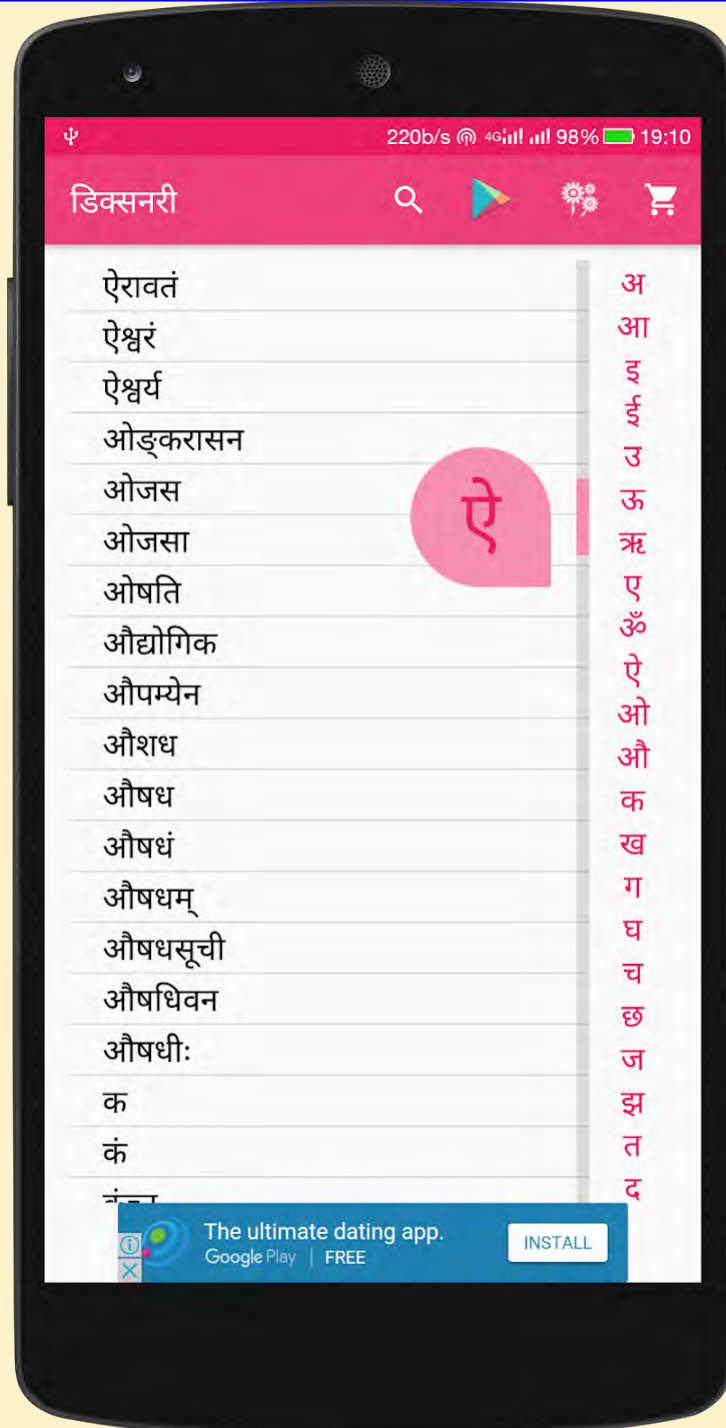 220b/s 4G 98% 19:10
डिक्सनरी
ऐरावतं
ऐश्वरं
ऐश्वर्य
ओङ्करासन
ओजस
ओजसा
ओषति
औद्योगिक
औपम्येन
औशध
औषध
औषधं
औषधम्
औषधसूची
औषधिवन
औषधीः
क
कं
ऐ
अ
आ
इ
ई
उ
ऊ
ऋ
ए
ॐ
ऐ
ओ
औ
क
ख
ग
घ
च
छ
ज
झ
त
द
The ultimate dating app.
Google Play | FREE
INSTALL